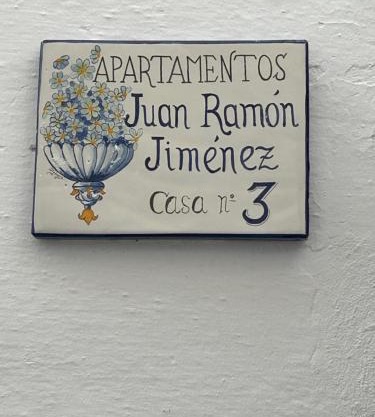 APARTAMENTOS
Juan Ramón
Jiménez
Casa nº 3